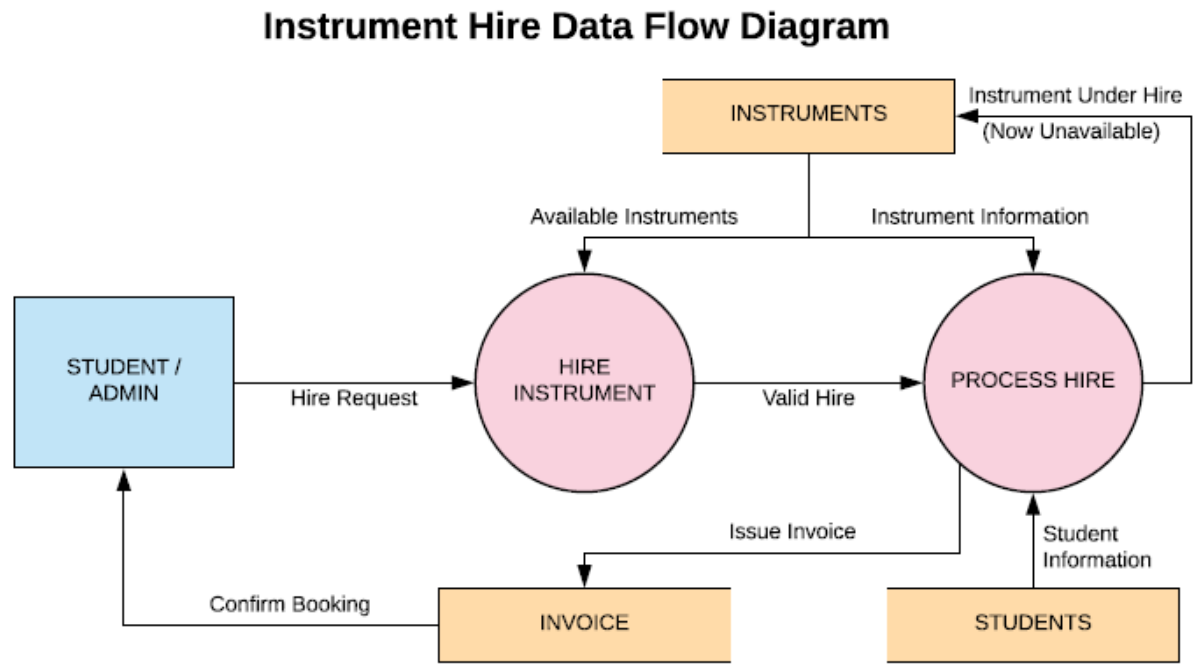 Instrument Hire Data Flow Diagram
INSTRUMENTS
Instrument Under Hire
(Now Unavailable)
Available Instruments
Instrument Information
STUDENT /
ADMIN
Hire Request
HIRE
INSTRUMENT
Valid Hire
PROCESS HIRE
Issue Invoice
Student
Information
Confirm Booking
INVOICE
STUDENTS